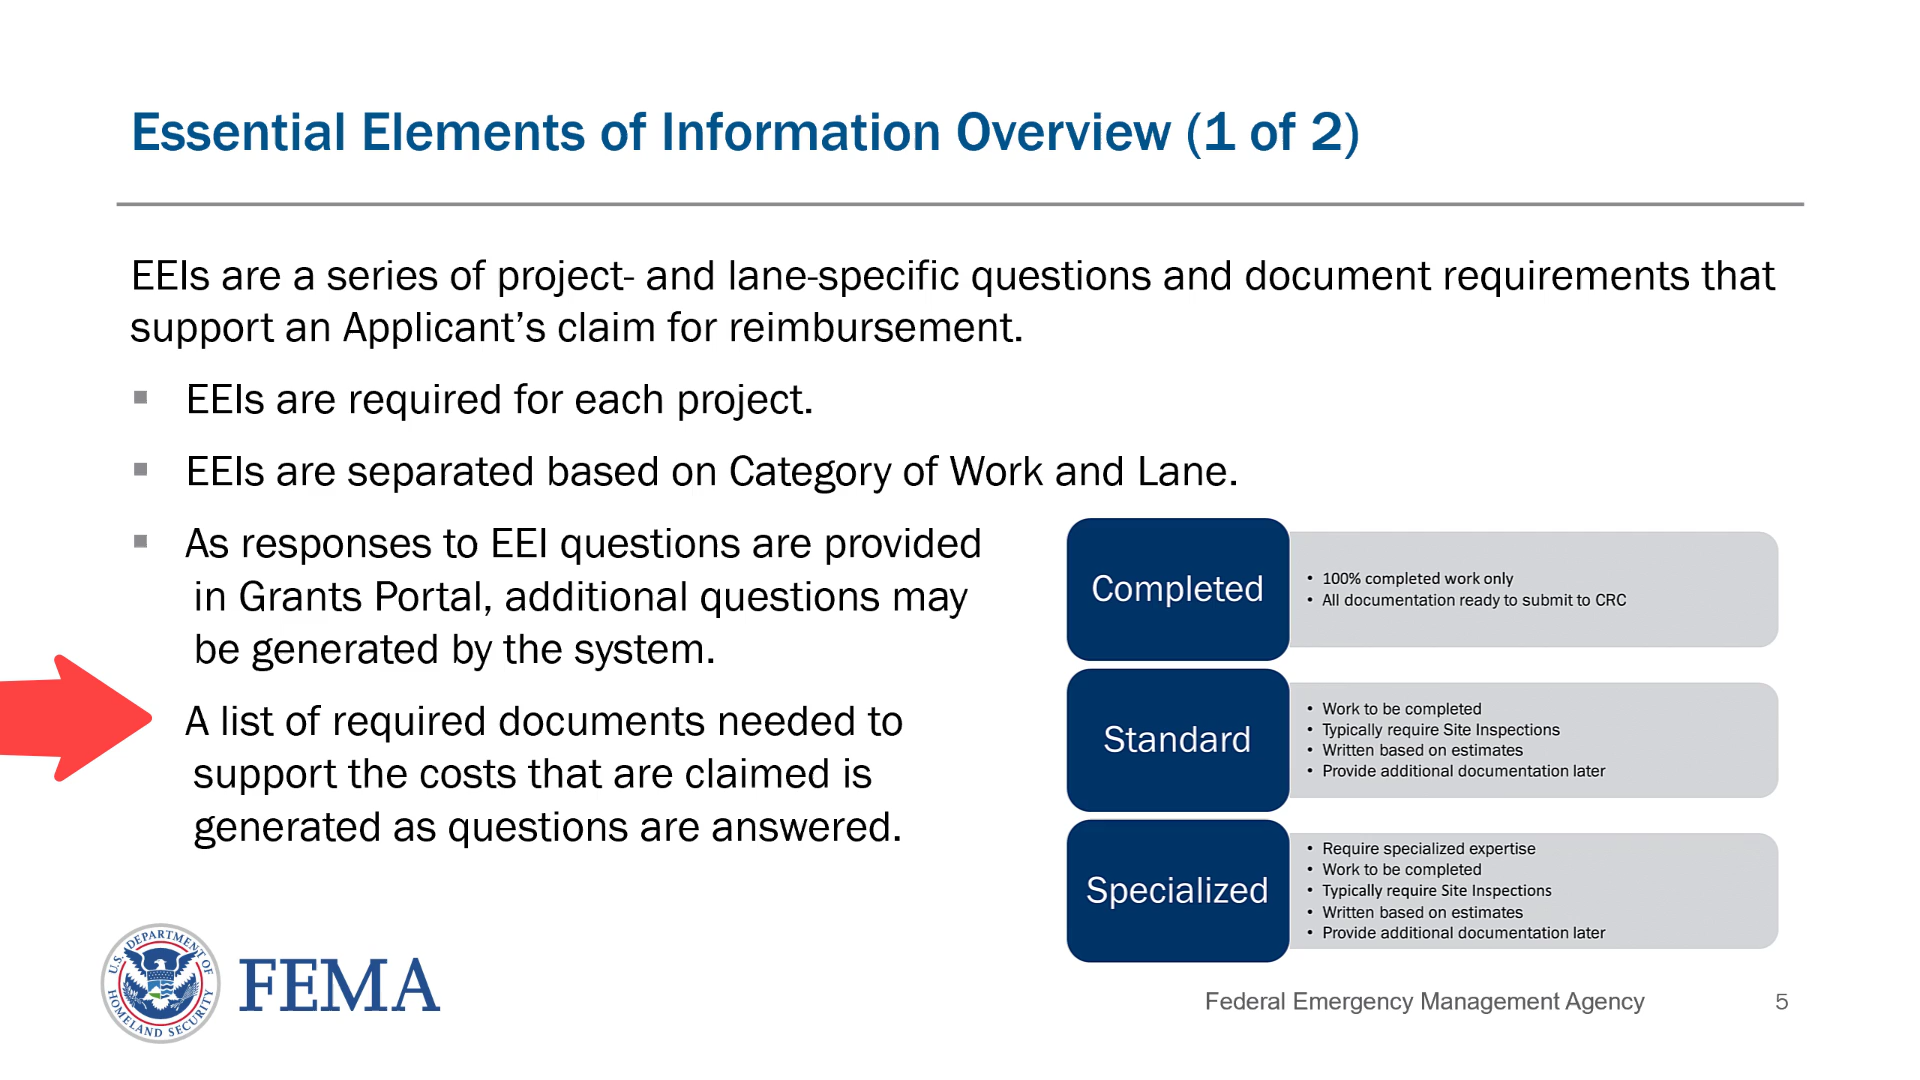 Essential Elements of Information Overview (1 of 2)
EEIs are a series of project- and lane-specific questions and document requirements that
support an Applicant’s claim for reimbursement.
▪ EEIs are required for each project.
▪ EEIs are separated based on Category of Work and Lane.
▪ As responses to EEI questions are provided
in Grants Portal, additional questions may
be generated by the system.
A list of required documents needed to
support the costs that are claimed is
generated as questions are answered.
Completed
• 100% completed work only
• All documentation ready to submit to CRC
Standard
• Work to be completed
• Typically require Site Inspections
• Written based on estimates
• Provide additional documentation later
Specialized
• Require specialized expertise
• Work to be completed
• Typically require Site Inspections
• Written based on estimates
• Provide additional documentation later
U.S. DEPARTMENT OF
HOMELAND SECURITY
FEMA
Federal Emergency Management Agency
5